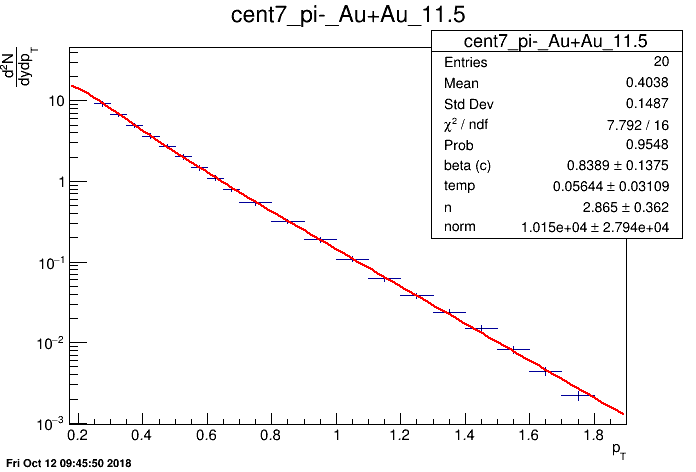 cent7_pi-_Au+Au_11.5
d²N
dydp_T
cent7_pi-_Au+Au_11.5
Entries 20
Mean 0.4038
Std Dev 0.1487
χ² / ndf 7.792 / 16
Prob 0.9548
beta (c) 0.8389 ± 0.1375
temp 0.05644 ± 0.03109
n 2.865 ± 0.362
norm 1.015e+04 ± 2.794e+04
10
1
10⁻¹
10⁻²
10⁻³
0.2 0.4 0.6 0.8 1 1.2 1.4 1.6 1.8
p_T
Fri Oct 12 09:45:50 2018